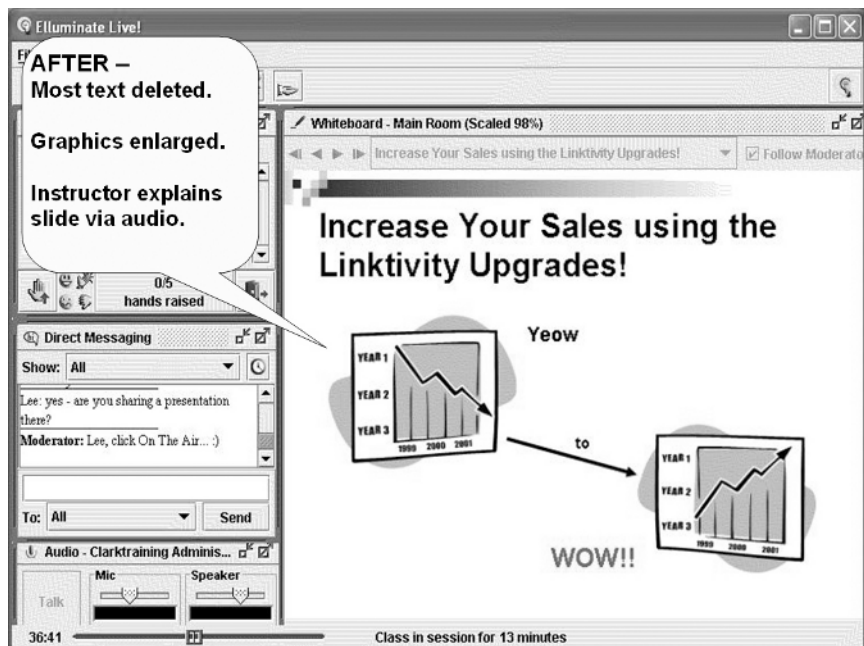 Elluminate Live!
AFTER –
Most text deleted.
Graphics enlarged.
Instructor explains
slide via audio.
0/5
hands raised
Direct Messaging
Show: All
Lee: yes - are you sharing a presentation
there?
Moderator: Lee, click On The Air... :)
To: All
Send
Audio - Clarktraining Adminis...
Talk
Mic
Speaker
36:41
Class in session for 13 minutes
Whiteboard - Main Room (Scaled 98%)
Increase Your Sales using the Linktivity Upgrades!
Follow Moderato
Increase Your Sales using the
Linktivity Upgrades!
Yeow
YEAR 1
YEAR 2
YEAR 3
1999 2000 2001
to
YEAR 1
YEAR 2
YEAR 3
1999 2000 2001
WOW!!